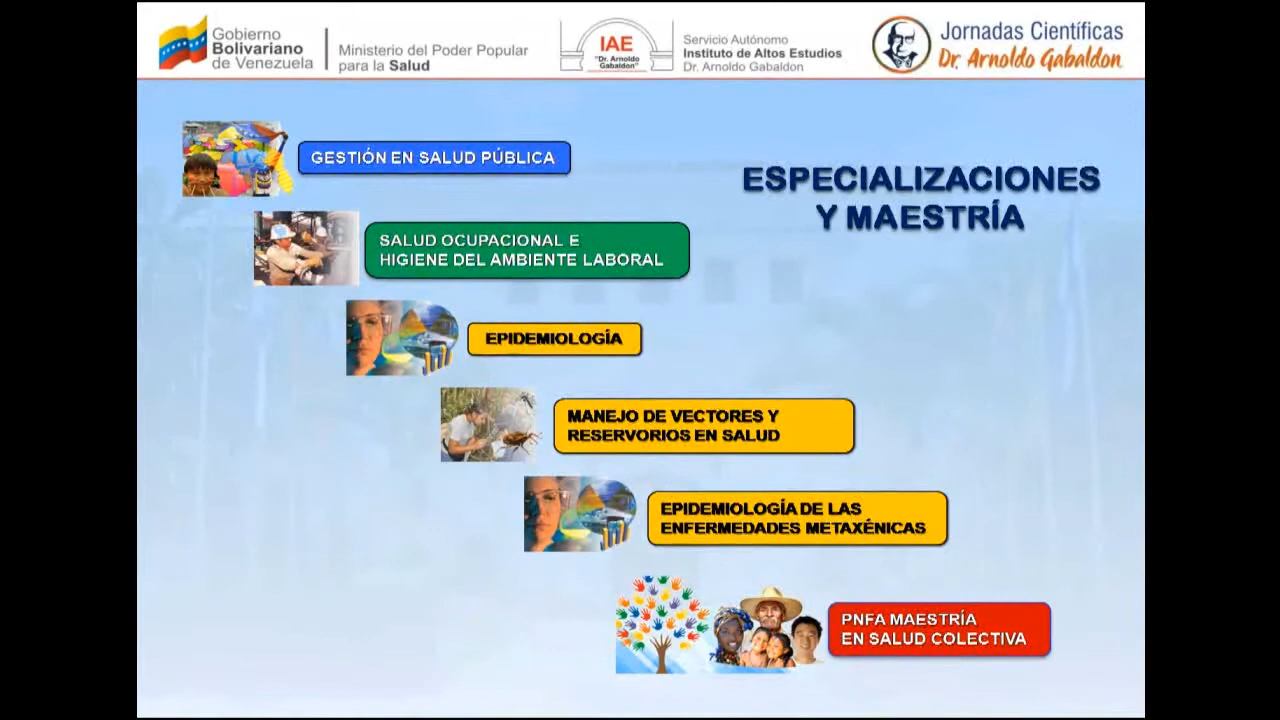 Gobierno
Bolivariano
de Venezuela
Ministerio del Poder Popular
para la Salud
IAE
"Dr. Arnoldo
Gabaldon"
Servicio Autónomo
Instituto de Altos Estudios
Dr. Arnoldo Gabaldon
Jornadas Científicas
Dr. Arnoldo Gabaldon
ESPECIALIZACIONES
Y MAESTRÍA
GESTIÓN EN SALUD PÚBLICA
SALUD OCUPACIONAL E
HIGIENE DEL AMBIENTE LABORAL
EPIDEMIOLOGÍA
MANEJO DE VECTORES Y
RESERVORIOS EN SALUD
EPIDEMIOLOGÍA DE LAS
ENFERMEDADES METAXÉNICAS
PNFA MAESTRÍA
EN SALUD COLECTIVA